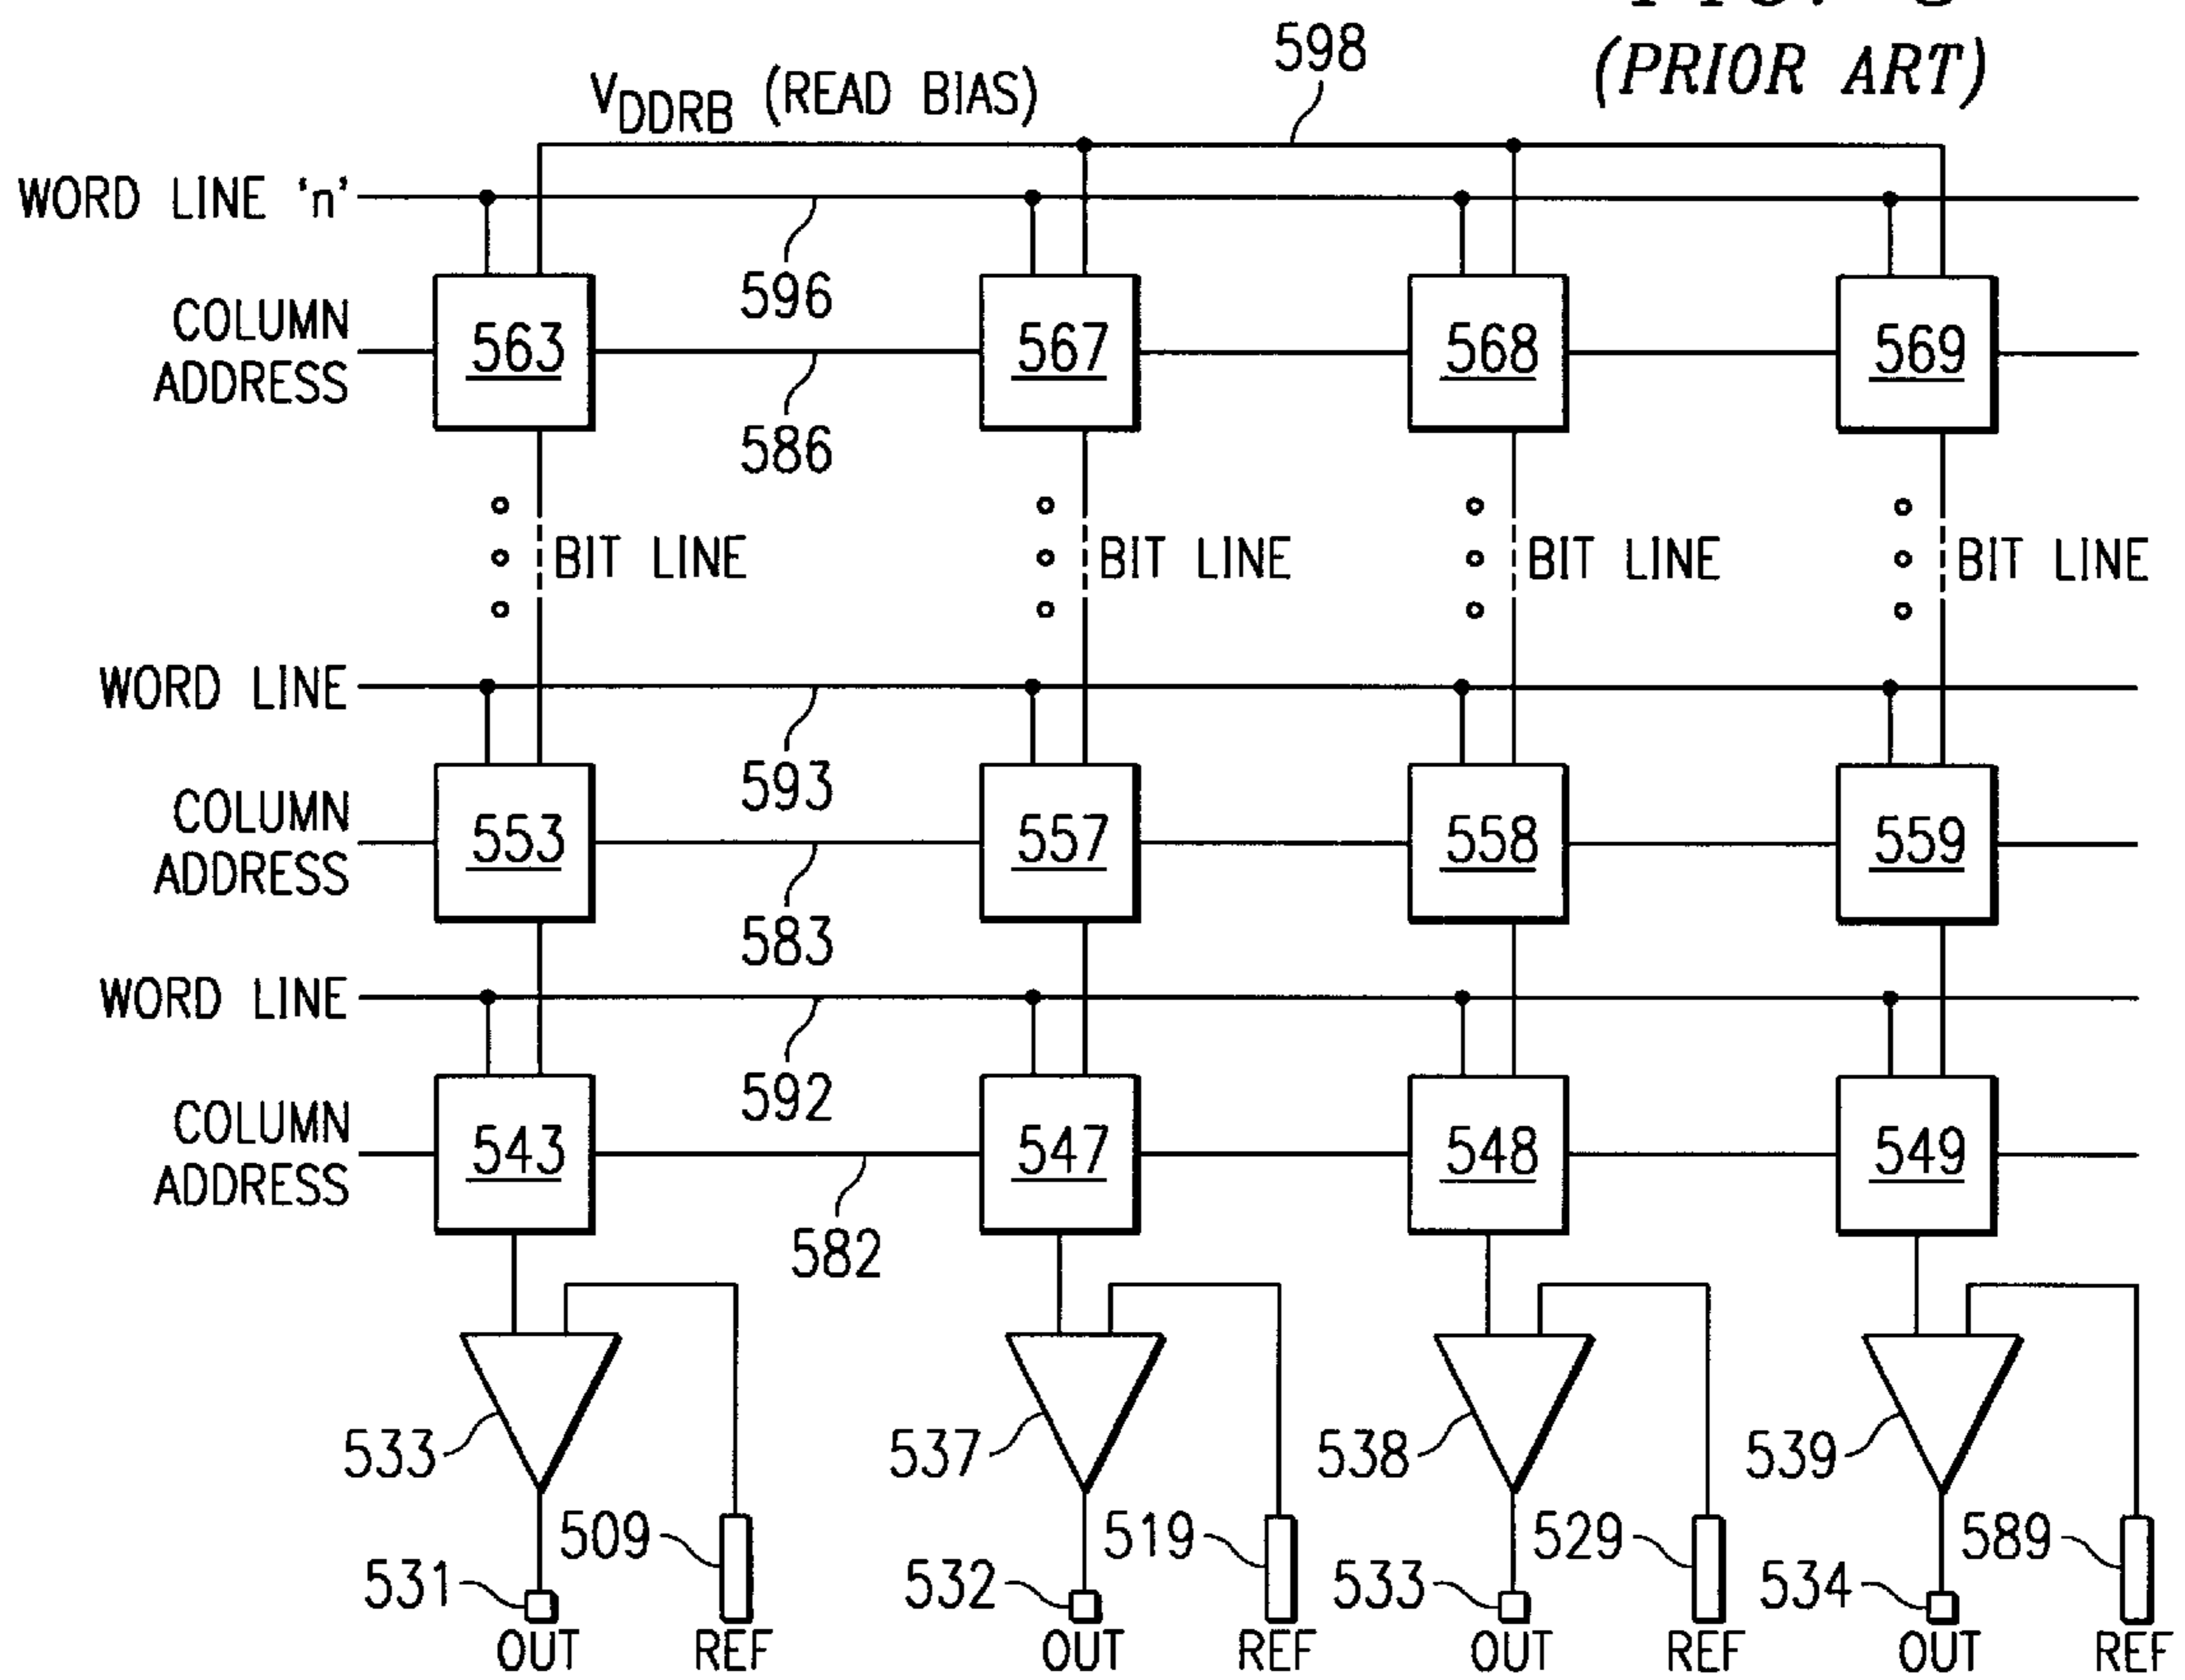 (PRIOR ART)
598
V_DDRB (READ BIAS)
WORD LINE 'n'
596
COLUMN
ADDRESS
563
567
568
569
586
BIT LINE
BIT LINE
BIT LINE
BIT LINE
WORD LINE
593
COLUMN
ADDRESS
553
557
558
559
583
WORD LINE
592
COLUMN
ADDRESS
543
547
548
549
582
533
537
538
539
509
519
529
589
531
532
533
534
OUT
REF
OUT
REF
OUT
REF
OUT
REF